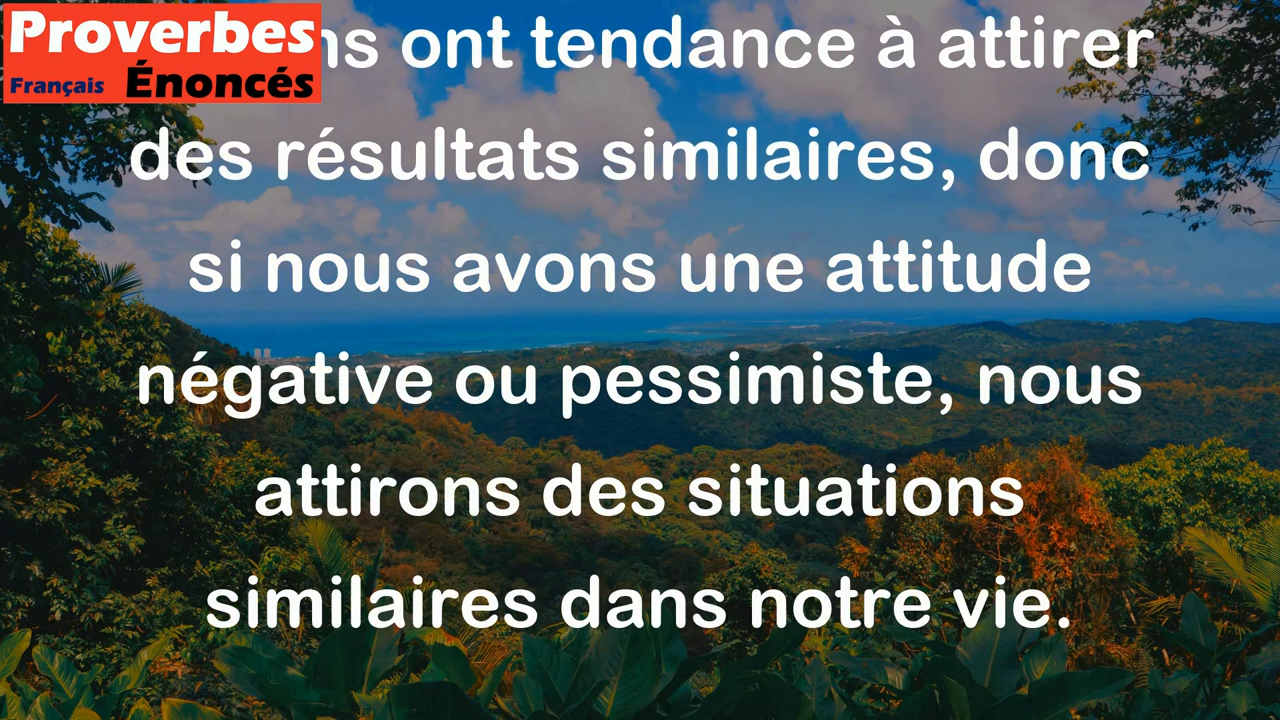 Proverbes
Français Énoncés
ont tendance à attirer
des résultats similaires, donc
si nous avons une attitude
négative ou pessimiste, nous
attirons des situations
similaires dans notre vie.